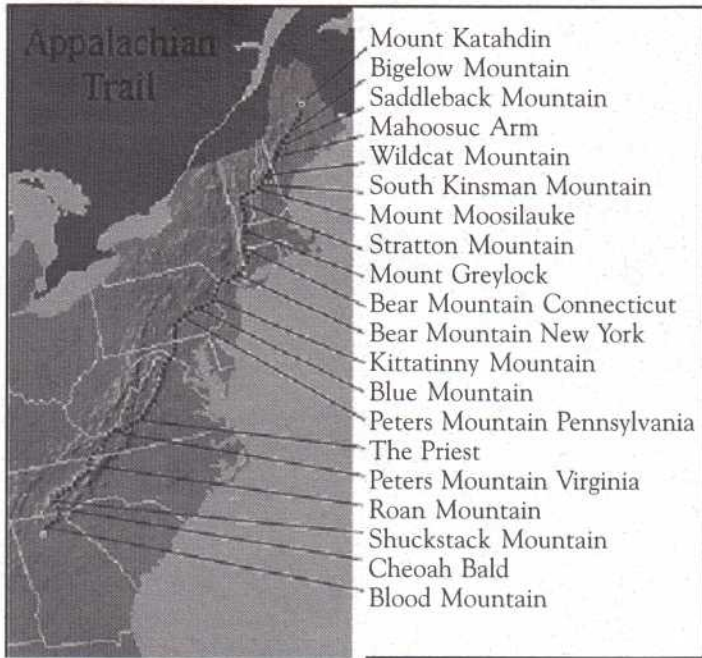 Appalachian
Trail
Mount Katahdin
Bigelow Mountain
Saddleback Mountain
Mahoosuc Arm
Wildcat Mountain
South Kinsman Mountain
Mount Moosilauke
Stratton Mountain
Mount Greylock
Bear Mountain Connecticut
Bear Mountain New York
Kittatinny Mountain
Blue Mountain
Peters Mountain Pennsylvania
The Priest
Peters Mountain Virginia
Roan Mountain
Shuckstack Mountain
Cheoah Bald
Blood Mountain